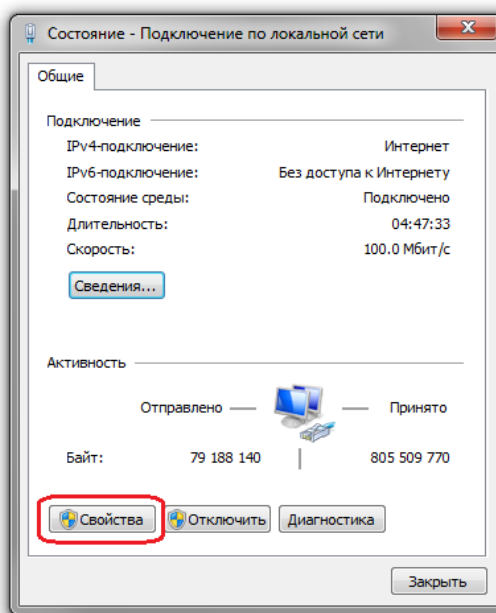 Состояние - Подключение по локальной сети
Общие
Подключение
IPv4-подключение: Интернет
IPv6-подключение: Без доступа к Интернету
Состояние среды: Подключено
Длительность: 04:47:33
Скорость: 100.0 Мбит/с
Сведения...
Активность
Отправлено — — Принято
Байт: 79 188 140 | 805 509 770
Свойства Отключить Диагностика
Закрыть